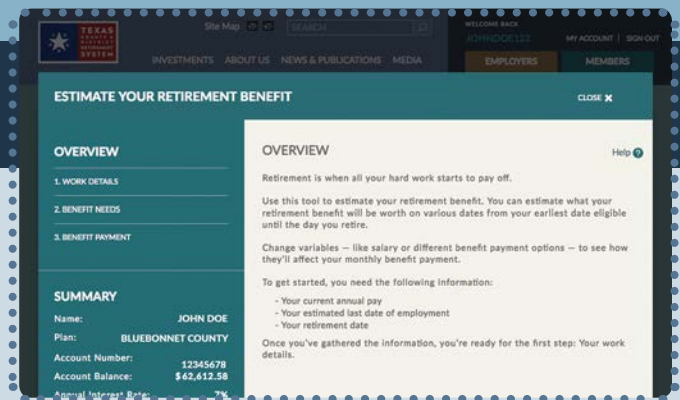 TEXAS
COUNTY &
DISTRICT
RETIREMENT
SYSTEM
Site Map
SEARCH
WELCOME BACK
JOHNDOE123
MY ACCOUNT | SIGN OUT
INVESTMENTS ABOUT US NEWS & PUBLICATIONS MEDIA
EMPLOYERS MEMBERS
ESTIMATE YOUR RETIREMENT BENEFIT
CLOSE X
OVERVIEW
1. WORK DETAILS
2. BENEFIT NEEDS
3. BENEFIT PAYMENT
SUMMARY
Name: JOHN DOE
Plan: BLUEBONNET COUNTY
Account Number: 12345678
Account Balance: $62,612.58
Annual Interest Rate: 7%
OVERVIEW
Help ?
Retirement is when all your hard work starts to pay off.
Use this tool to estimate your retirement benefit. You can estimate what your
retirement benefit will be worth on various dates from your earliest date eligible
until the day you retire.
Change variables — like salary or different benefit payment options — to see how
they'll affect your monthly benefit payment.
To get started, you need the following information:
- Your current annual pay
- Your estimated last date of employment
- Your retirement date
Once you've gathered the information, you're ready for the first step: Your work
details.